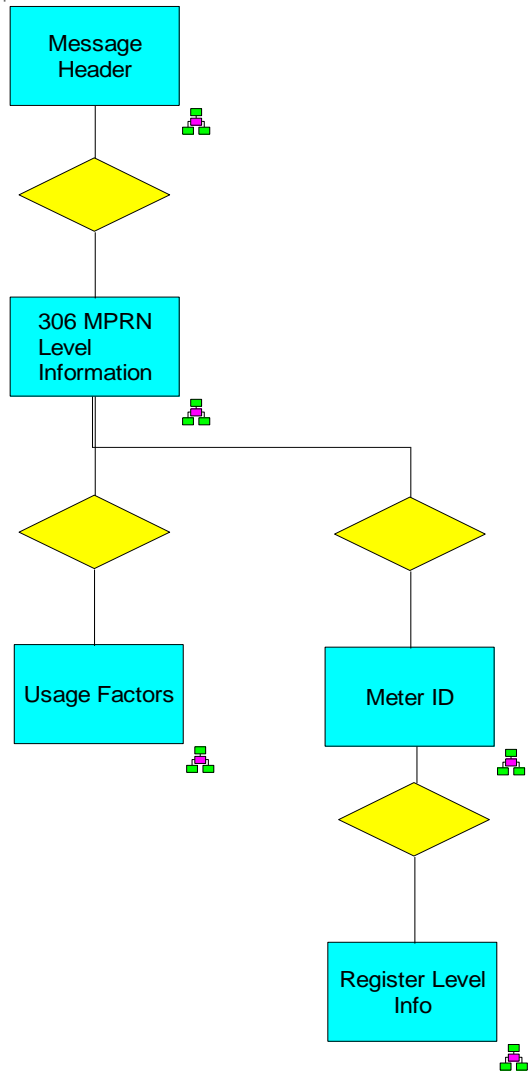 Message
Header
306 MPRN
Level
Information
Usage Factors
Meter ID
Register Level
Info